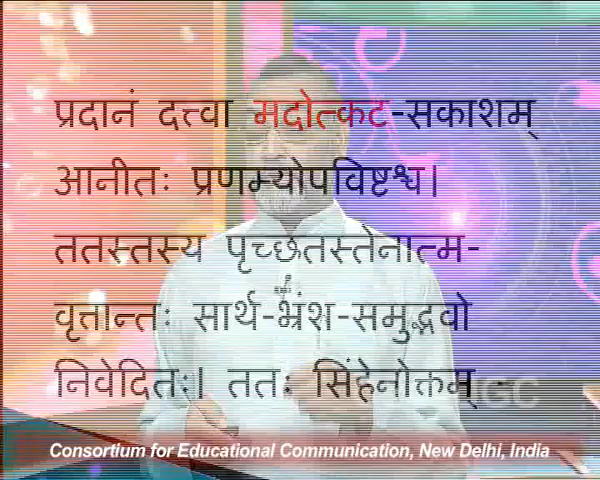 प्रदानं दत्त्वा मदोत्कट-सकाशम्
आनीतः प्रणम्योपविष्टश्च।
ततस्तस्य पृच्छतस्तेनात्म-
वृत्तान्तः सार्थ-भ्रंश-समुद्भवो
निवेदितः। ततः सिंहेनोक्तम् -
Consortium for Educational Communication, New Delhi, India